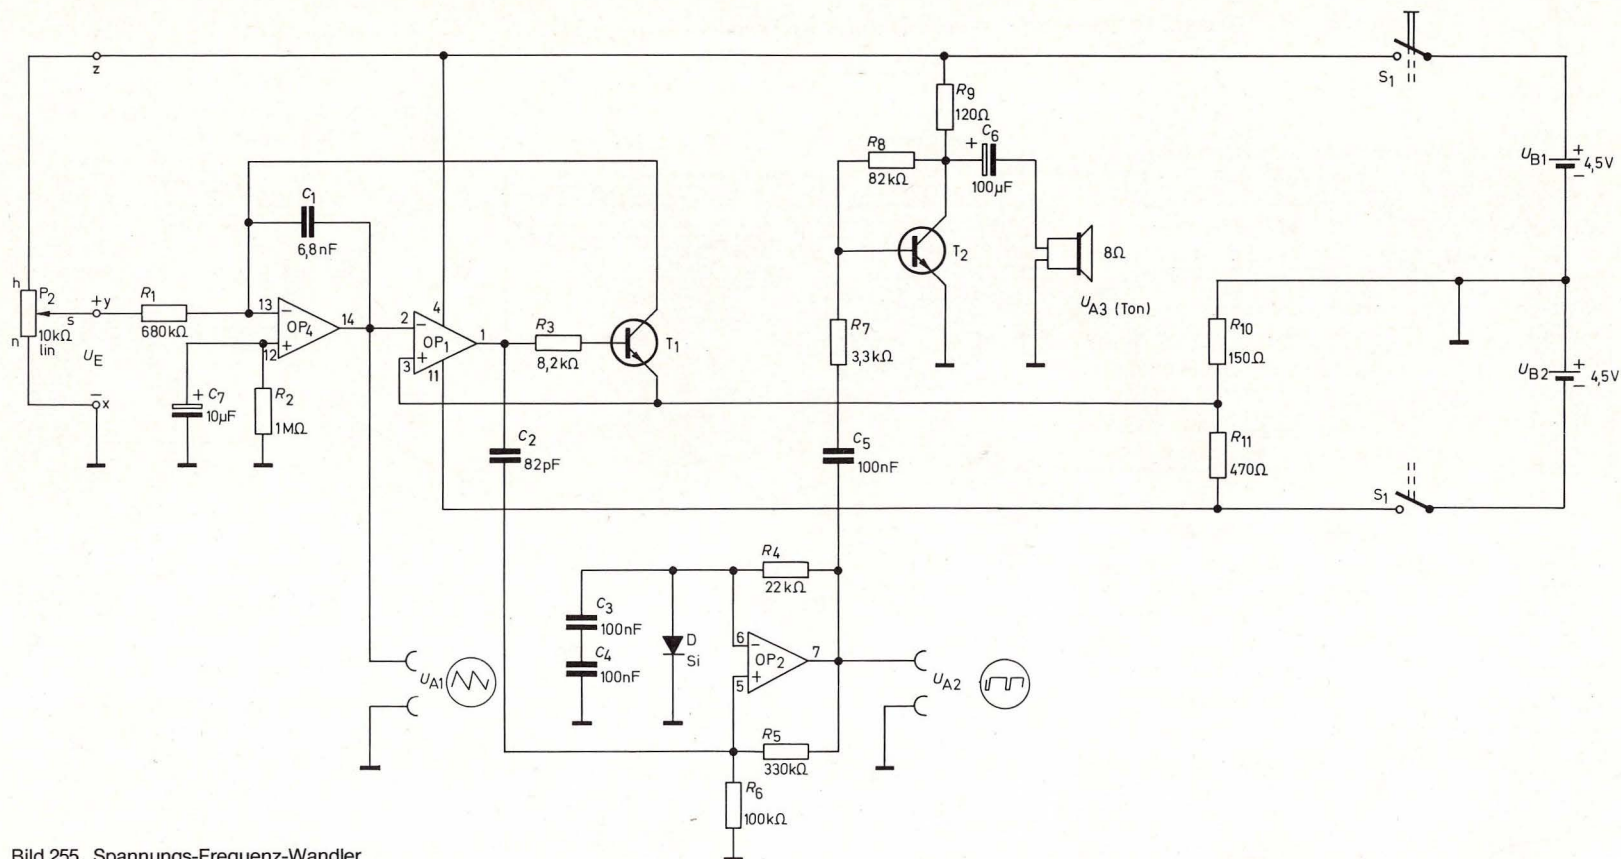 z
S1
R9
120Ω
+ C6
100µF
R8
82kΩ
UB1
+
4,5V
−
C1
6,8nF
T2
8Ω
UA3 (Ton)
h
P2
10kΩ
lin
n
s
+y
R1
680kΩ
13
−
OP4
14
+
12
UE
−
x
+ C7
10µF
R2
1MΩ
4
2
−
OP1
1
+
3
11
R3
8,2kΩ
T1
R7
3,3kΩ
R10
150Ω
UB2
+
4,5V
−
C2
82pF
C5
100nF
R11
470Ω
S1
R4
22kΩ
C3
100nF
C4
100nF
D
Si
6
−
OP2
7
+
5
UA1
UA2
R5
330kΩ
R6
100kΩ
Bild 255. Spannungs-Frequenz-Wandler